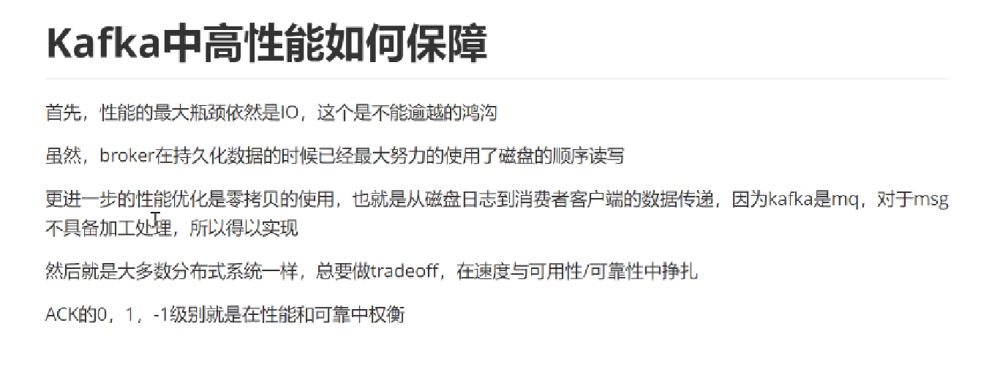 Kafka中高性能如何保障
首先，性能的最大瓶颈依然是IO，这个是不能逾越的鸿沟
虽然，broker在持久化数据的时候已经最大努力的使用了磁盘的顺序读写
更进一步的性能优化是零拷贝的使用，也就是从磁盘日志到消费者客户端的数据传递，因为kafka是mq，对于msg
不具备加工处理，所以得以实现
然后就是大多数分布式系统一样，总要做tradeoff，在速度与可用性/可靠性中挣扎
ACK的0，1，-1级别就是在性能和可靠中权衡